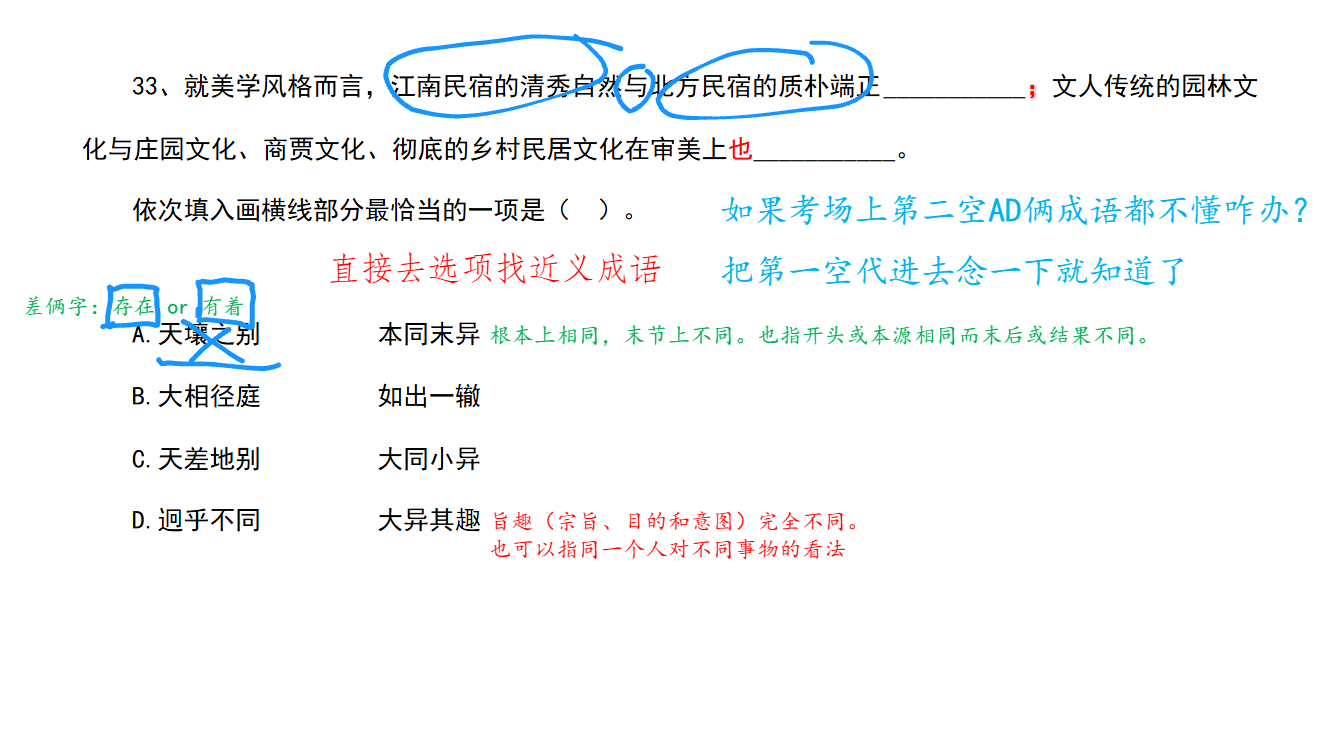 33、就美学风格而言，江南民宿的清秀自然与北方民宿的质朴端正___________；文人传统的园林文
化与庄园文化、商贾文化、彻底的乡村民居文化在审美上也___________。
依次填入画横线部分最恰当的一项是（ ）。
如果考场上第二空AD俩成语都不懂咋办？
直接去选项找近义成语
把第一空代进去念一下就知道了
差俩字：存在 or 有着
A.天壤之别 本同末异 根本上相同，末节上不同。也指开头或本源相同而末后或结果不同。
B.大相径庭 如出一辙
C.天差地别 大同小异
D.迥乎不同 大异其趣 旨趣（宗旨、目的和意图）完全不同。
也可以指同一个人对不同事物的看法